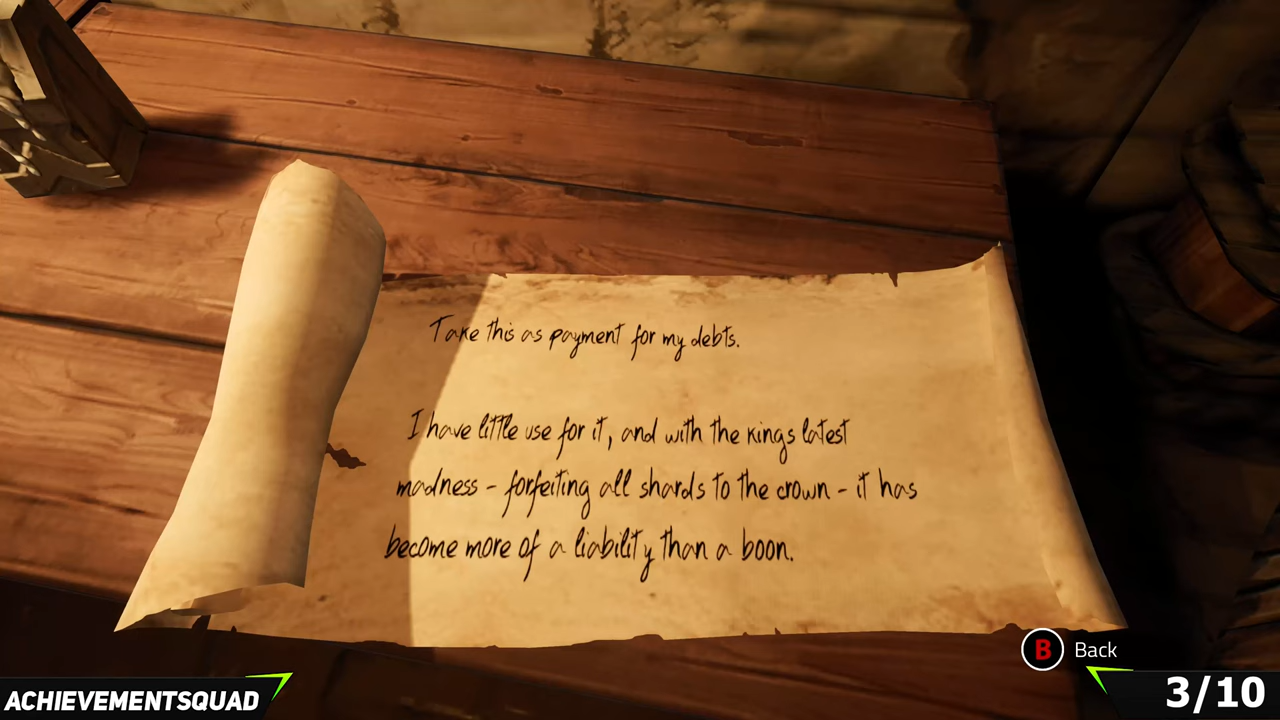 Take this as payment for my debts.
I have little use for it, and with the kings latest
madness - forfeiting all shards to the crown - it has
become more of a liability than a boon.
B Back
ACHIEVEMENTSQUAD
3/10